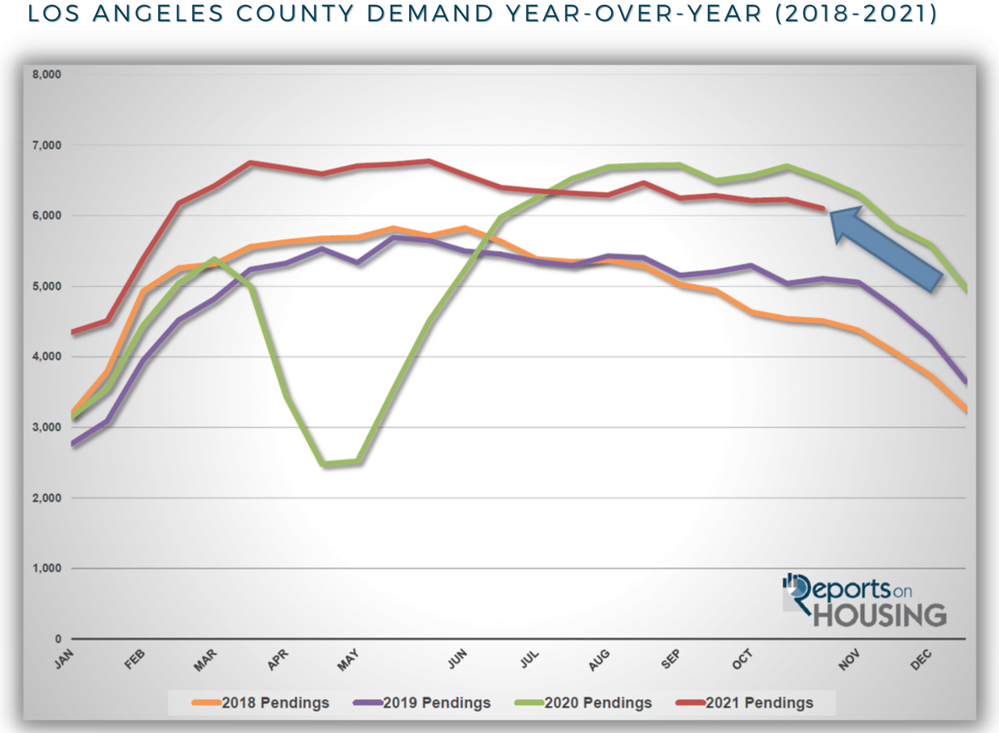 LOS ANGELES COUNTY DEMAND YEAR-OVER-YEAR (2018-2021)
8,000
7,000
6,000
5,000
4,000
3,000
2,000
1,000
0
JAN FEB MAR APR MAY JUN JUL AUG SEP OCT NOV DEC
Reports on
HOUSING
2018 Pendings 2019 Pendings 2020 Pendings 2021 Pendings